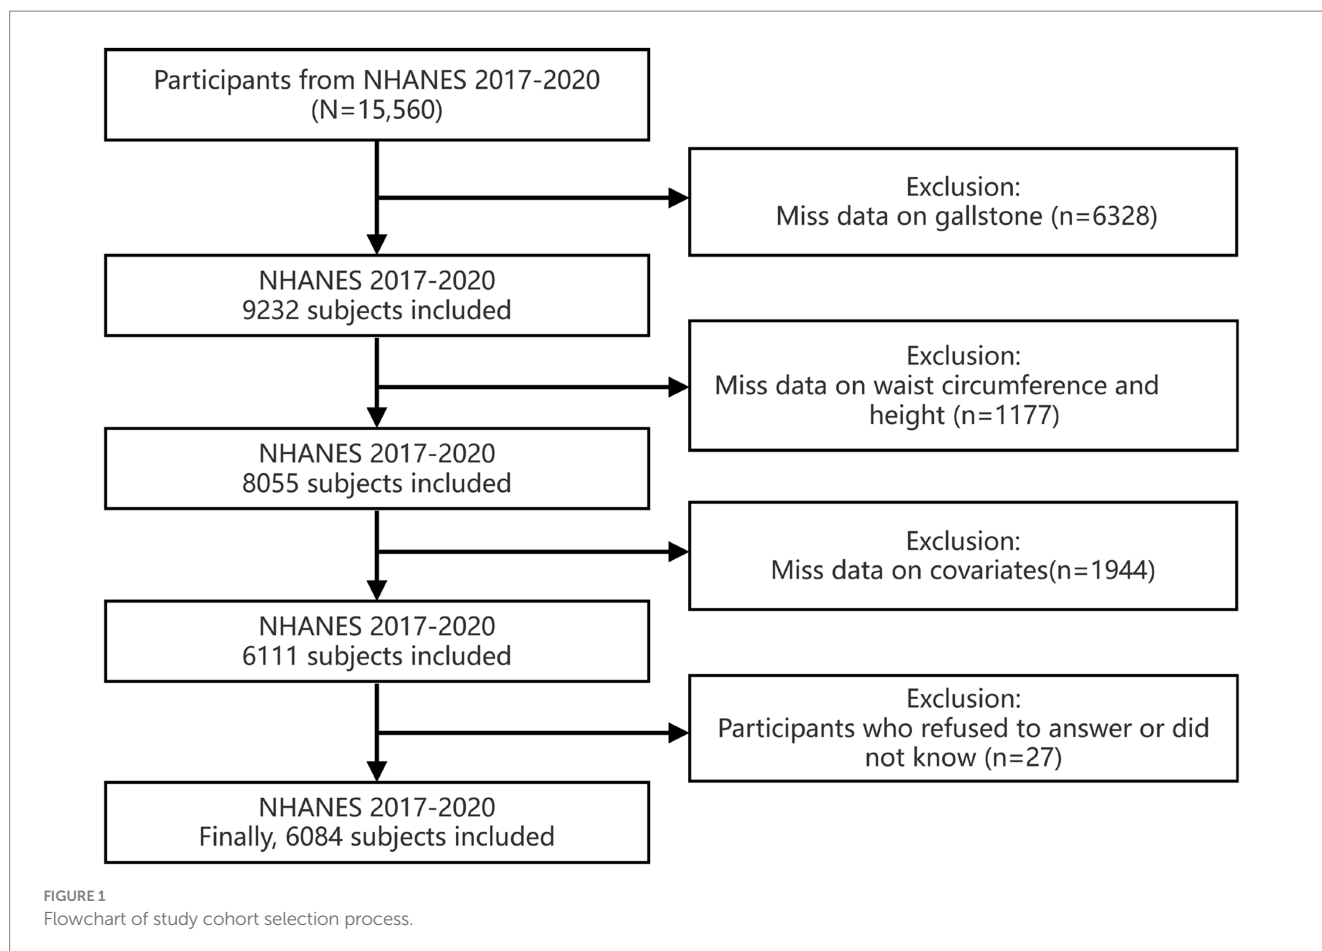 Participants from NHANES 2017-2020
(N=15,560)
Exclusion:
Miss data on gallstone (n=6328)
NHANES 2017-2020
9232 subjects included
Exclusion:
Miss data on waist circumference and
height (n=1177)
NHANES 2017-2020
8055 subjects included
Exclusion:
Miss data on covariates(n=1944)
NHANES 2017-2020
6111 subjects included
Exclusion:
Participants who refused to answer or did
not know (n=27)
NHANES 2017-2020
Finally, 6084 subjects included
FIGURE 1
Flowchart of study cohort selection process.